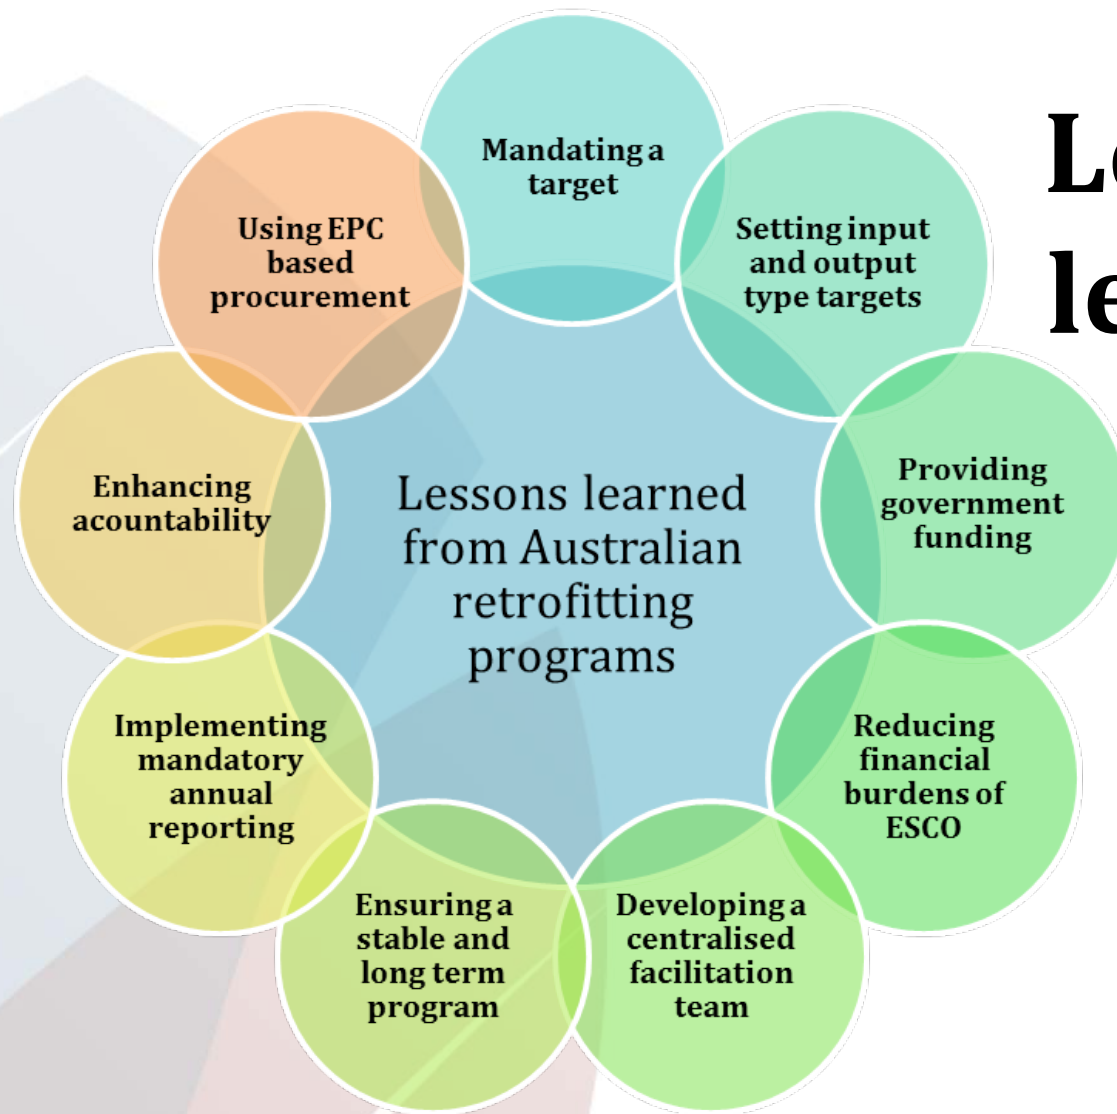 Mandating a
target
Setting input
and output
type targets
Providing
government
funding
Reducing
financial
burdens of
ESCO
Developing a
centralised
facilitation
team
Ensuring a
stable and
long term
program
Implementing
mandatory
annual
reporting
Enhancing
acountability
Using EPC
based
procurement
Lessons learned
from Australian
retrofitting
programs